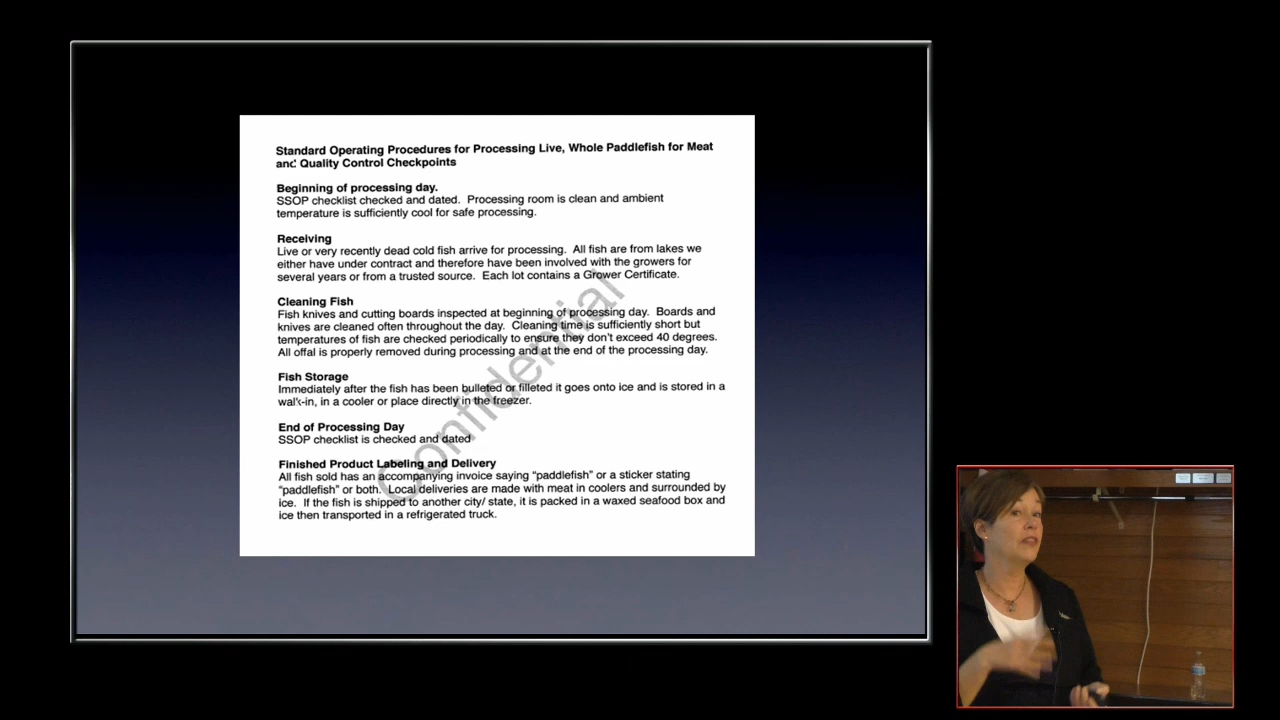 Standard Operating Procedures for Processing Live, Whole Paddlefish for Meat
and Quality Control Checkpoints
Beginning of processing day.
SSOP checklist checked and dated. Processing room is clean and ambient
temperature is sufficiently cool for safe processing.
Receiving
Live or very recently dead cold fish arrive for processing. All fish are from lakes we
either have under contract and therefore have been involved with the growers for
several years or from a trusted source. Each lot contains a Grower Certificate.
Cleaning Fish
Fish knives and cutting boards inspected at beginning of processing day. Boards and
knives are cleaned often throughout the day. Cleaning time is sufficiently short but
temperatures of fish are checked periodically to ensure they don't exceed 40 degrees.
All offal is properly removed during processing and at the end of the processing day.
Fish Storage
Immediately after the fish has been bulleted or filleted it goes onto ice and is stored in a
walk-in, in a cooler or place directly in the freezer.
End of Processing Day
SSOP checklist is checked and dated
Finished Product Labeling and Delivery
All fish sold has an accompanying invoice saying “paddlefish” or a sticker stating
“paddlefish” or both. Local deliveries are made with meat in coolers and surrounded by
ice. If the fish is shipped to another city/ state, it is packed in a waxed seafood box and
ice then transported in a refrigerated truck.
Confidential